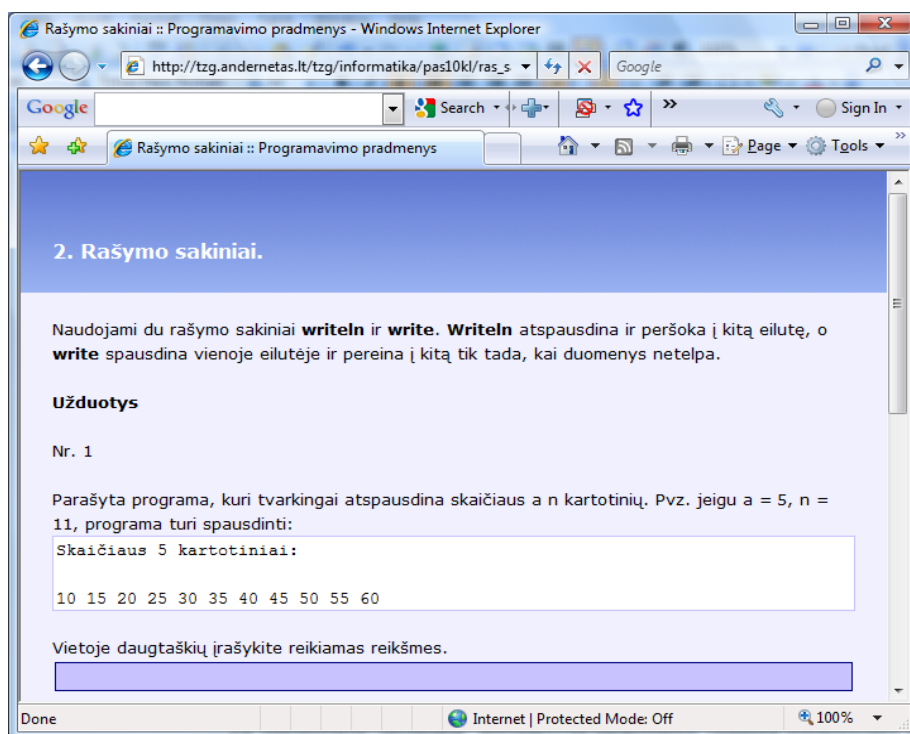 Rašymo sakiniai :: Programavimo pradmenys - Windows Internet Explorer
http://tzg.andernetas.lt/tzg/informatika/pas10kl/ras_s
Google
Google
Search
Sign In
Rašymo sakiniai :: Programavimo pradmenys
Page
Tools
2. Rašymo sakiniai.
Naudojami du rašymo sakiniai writeln ir write. Writeln atspausdina ir peršoka į kitą eilutę, o
write spausdina vienoje eilutėje ir pereina į kitą tik tada, kai duomenys netelpa.
Užduotys
Nr. 1
Parašyta programa, kuri tvarkingai atspausdina skaičiaus a n kartotinių. Pvz. jeigu a = 5, n =
11, programa turi spausdinti:
Skaičiaus 5 kartotiniai:
10 15 20 25 30 35 40 45 50 55 60
Vietoje daugtaškių įrašykite reikiamas reikšmes.
Done
Internet | Protected Mode: Off
100%